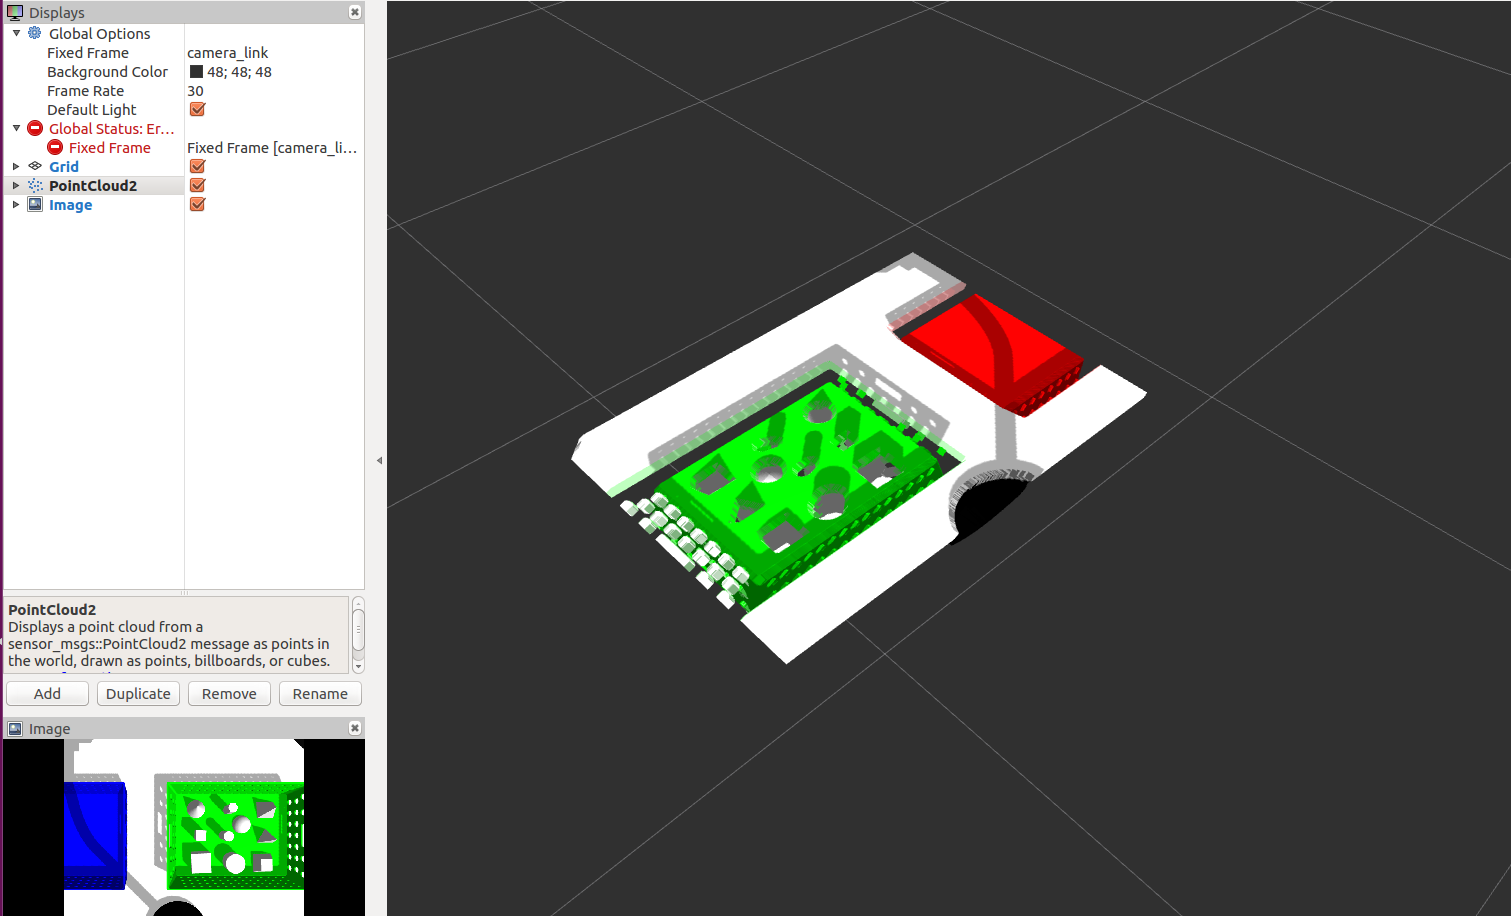 Displays
Global Options
Fixed Frame camera_link
Background Color 48; 48; 48
Frame Rate 30
Default Light
Global Status: Er...
Fixed Frame Fixed Frame [camera_li...
Grid
PointCloud2
Image
PointCloud2
Displays a point cloud from a
sensor_msgs::PointCloud2 message as points in
the world, drawn as points, billboards, or cubes.
Add Duplicate Remove Rename
Image